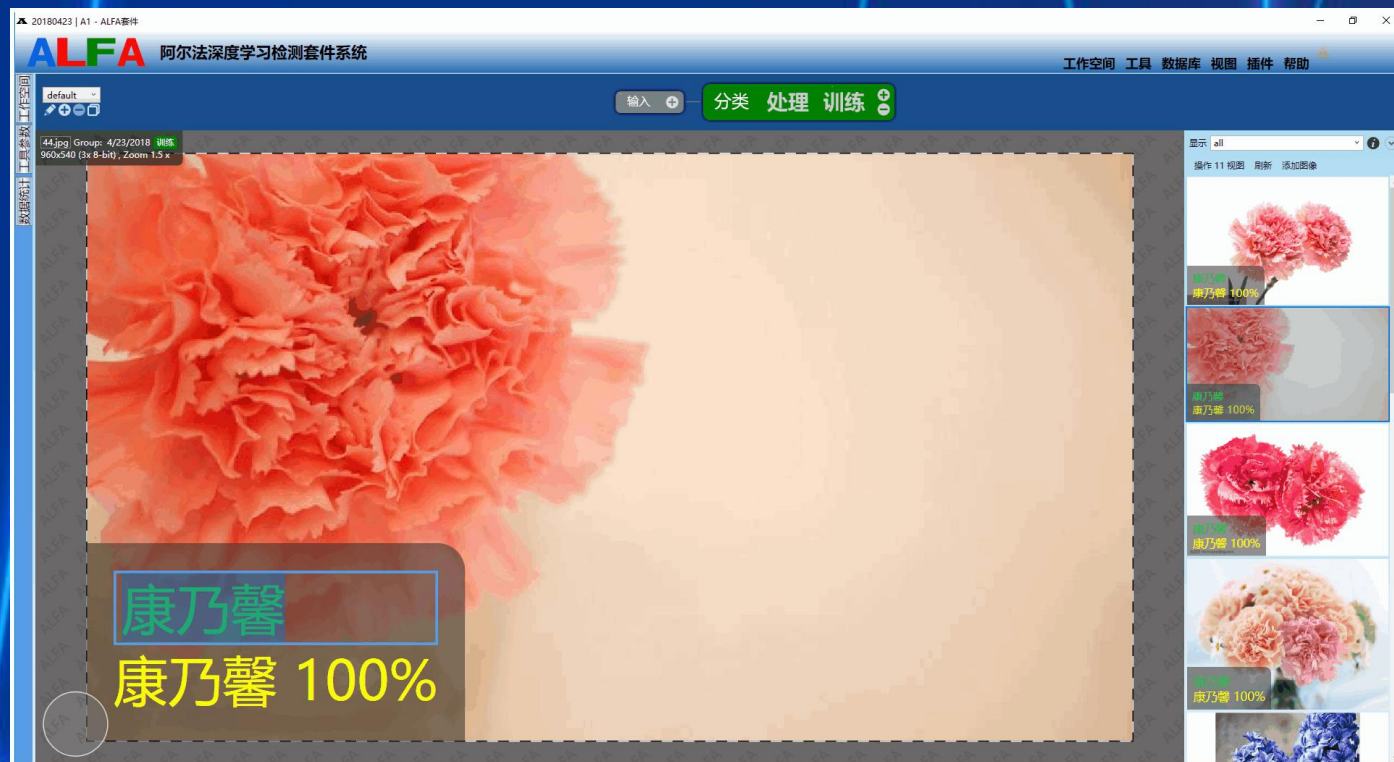 20180423 | A1 - ALFA套件
ALFA 阿尔法深度学习检测套件系统
工作空间 工具 数据库 视图 插件 帮助
工作空间
工具参数
数据统计
default
输入
分类 处理 训练
44.jpg Group: 4/23/2018 训练
960x540 (3x 8-bit) , Zoom 1.5 x
康乃馨
康乃馨 100%
显示 all
操作 11 视图 刷新 添加图像
康乃馨
康乃馨 100%
康乃馨
康乃馨 100%
康乃馨
康乃馨 100%
康乃馨
康乃馨 100%